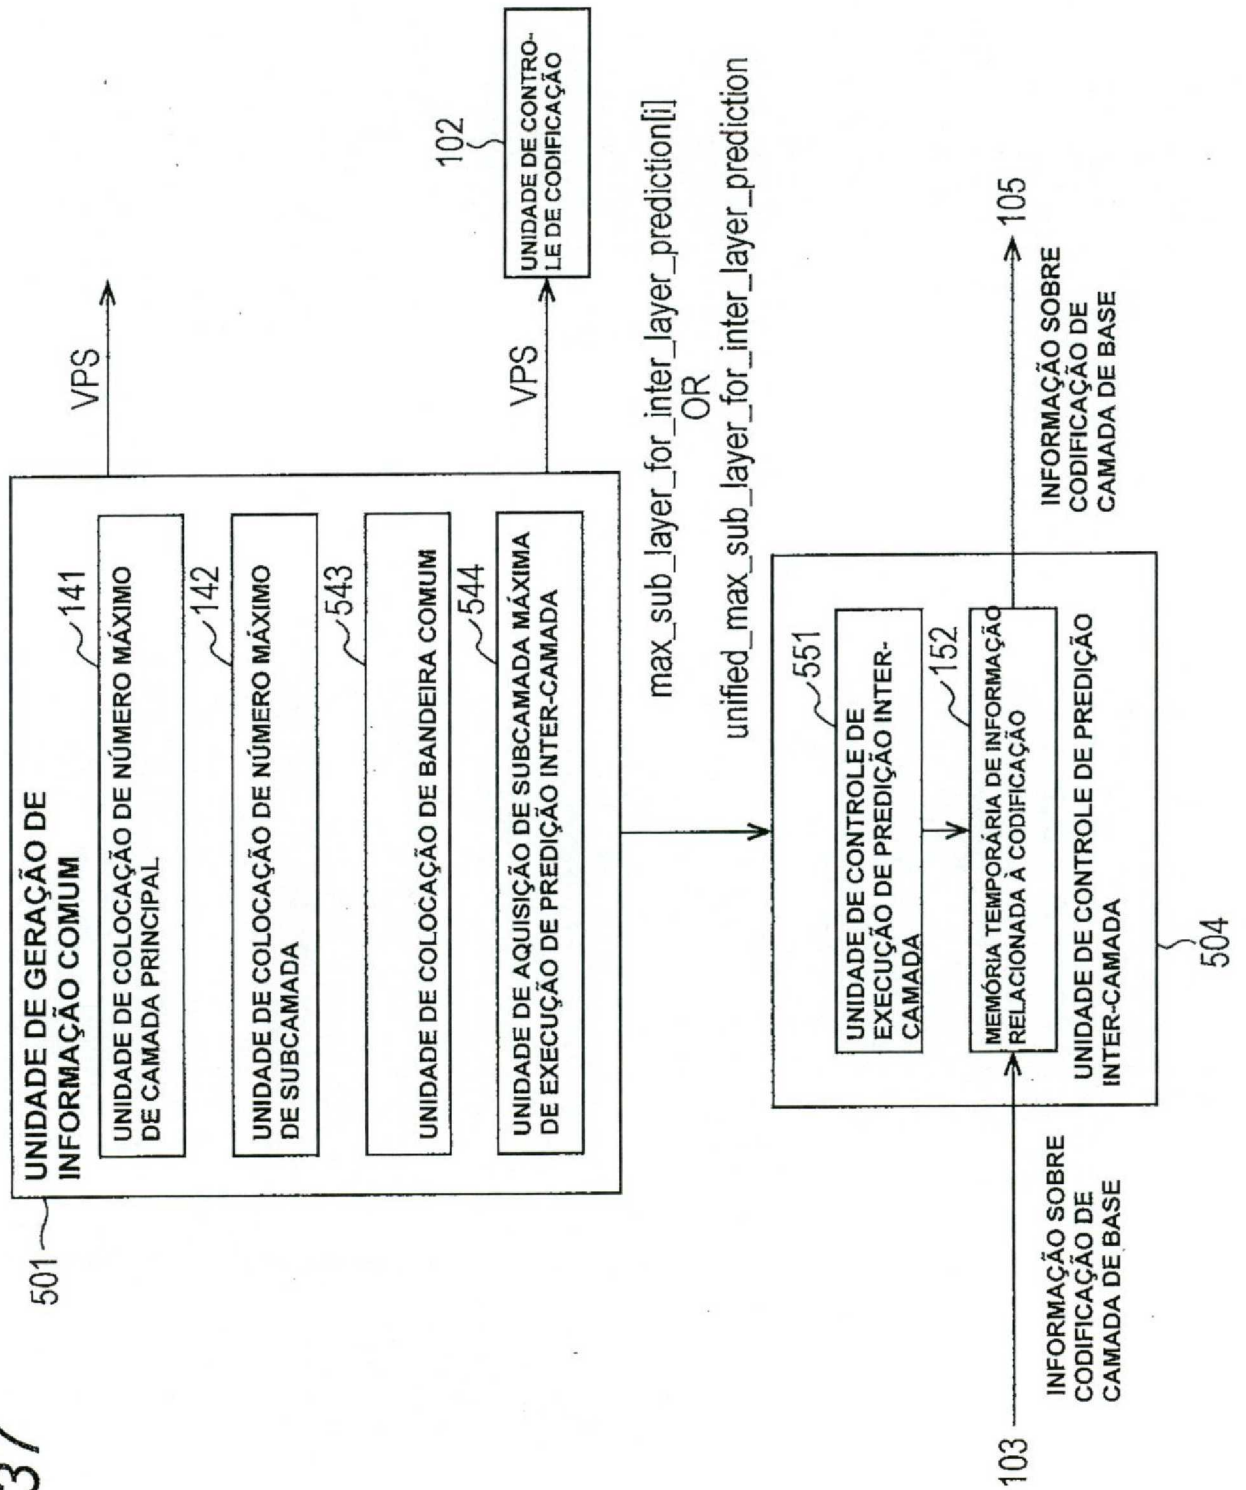 37
501
UNIDADE DE GERAÇÃO DE
INFORMAÇÃO COMUM
141
UNIDADE DE COLOCAÇÃO DE NÚMERO MÁXIMO
DE CAMADA PRINCIPAL
142
UNIDADE DE COLOCAÇÃO DE NÚMERO MÁXIMO
DE SUBCAMADA
543
UNIDADE DE COLOCAÇÃO DE BANDEIRA COMUM
544
UNIDADE DE AQUISIÇÃO DE SUBCAMADA MÁXIMA
DE EXECUÇÃO DE PREDIÇÃO INTER-CAMADA
VPS
VPS
102
UNIDADE DE CONTRO-
LE DE CODIFICAÇÃO
max_sub_layer_for_inter_layer_prediction[i]
OR
unified_max_sub_layer_for_inter_layer_prediction
551
UNIDADE DE CONTROLE DE
EXECUÇÃO DE PREDIÇÃO INTER-
CAMADA
152
MEMÓRIA TEMPORÁRIA DE INFORMAÇÃO
RELACIONADA À CODIFICAÇÃO
UNIDADE DE CONTROLE DE PREDIÇÃO
INTER-CAMADA
504
103
INFORMAÇÃO SOBRE
CODIFICAÇÃO DE
CAMADA DE BASE
105
INFORMAÇÃO SOBRE
CODIFICAÇÃO DE
CAMADA DE BASE